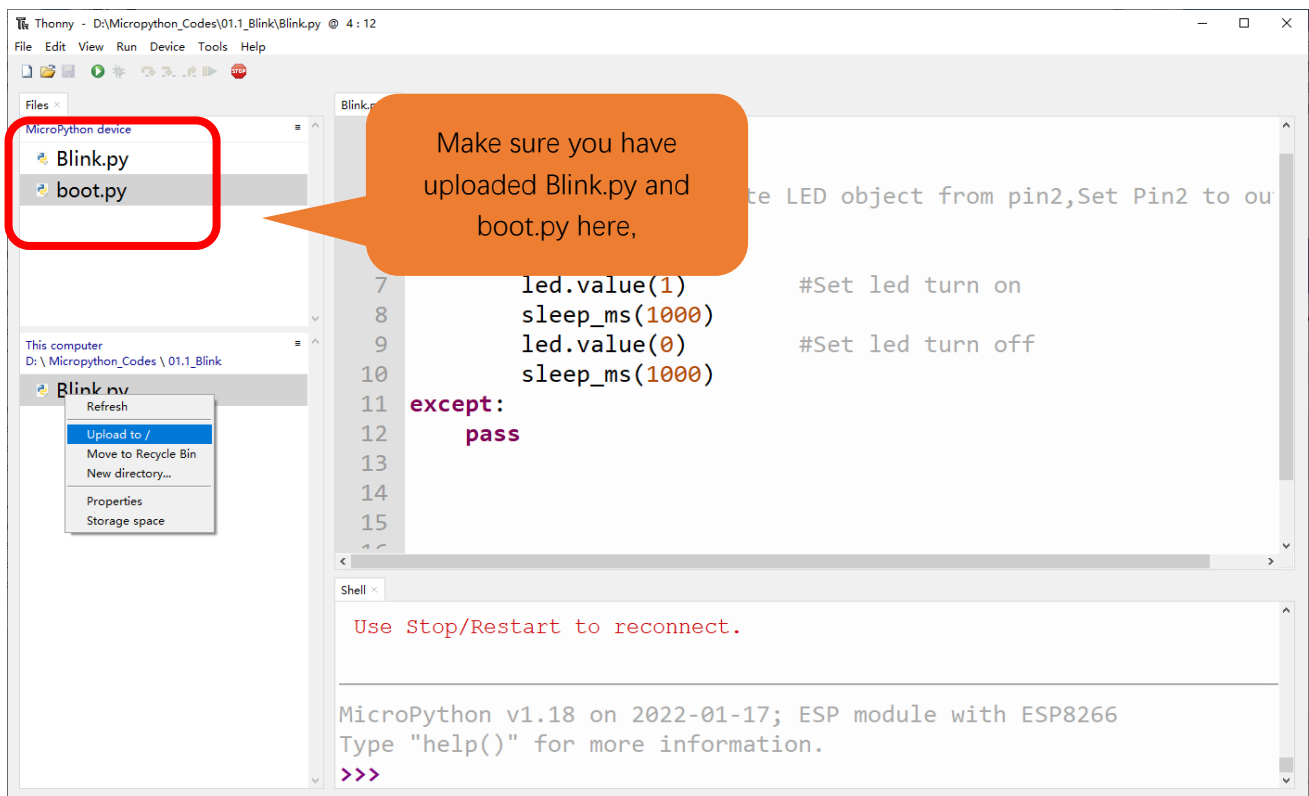 Thonny - D:\Micropython_Codes\01.1_Blink\Blink.py @ 4 : 12
File Edit View Run Device Tools Help
STOP
Files
MicroPython device
Blink.py
boot.py
This computer
D: \ Micropython_Codes \ 01.1_Blink
Blink.py
Refresh
Upload to /
Move to Recycle Bin
New directory...
Properties
Storage space
Make sure you have
uploaded Blink.py and
boot.py here,
LED object from pin2,Set Pin2 to
7 led.value(1) #Set led turn on
8 sleep_ms(1000)
9 led.value(0) #Set led turn off
10 sleep_ms(1000)
11 except:
12 pass
13
14
15
16
Shell
Use Stop/Restart to reconnect.
MicroPython v1.18 on 2022-01-17; ESP module with ESP8266
Type "help()" for more information.
>>>